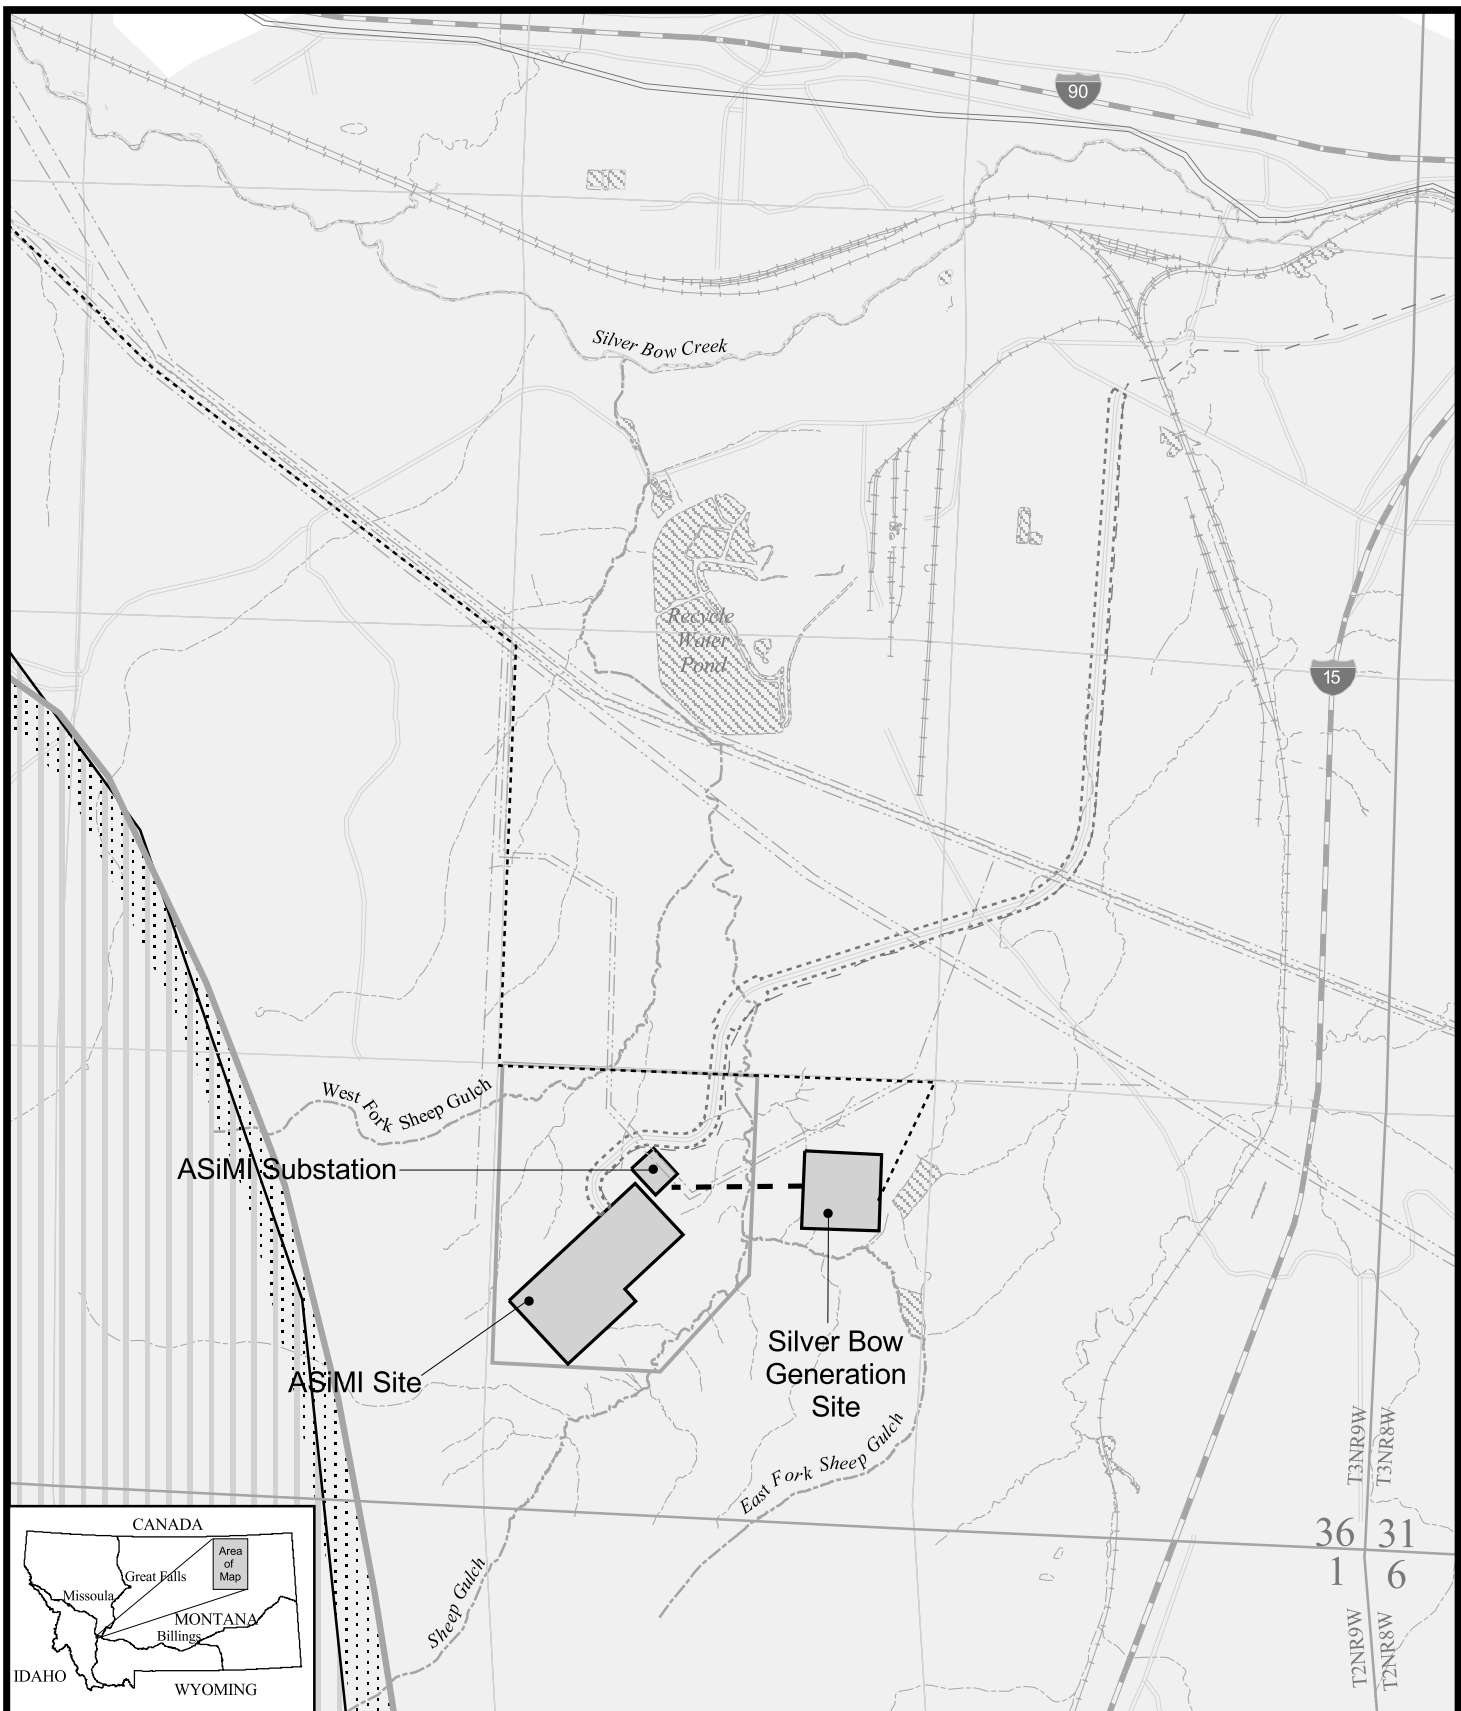 90
Silver Bow Creek
Recycle
Water
Pond
15
West Fork Sheep Gulch
ASiMI Substation
ASiMI Site
Silver Bow
Generation
Site
East Fork Sheep Gulch
Sheep Gulch
T3NR9W
T3NR8W
36 31
1 6
T2NR9W
T2NR8W
CANADA
Area
of
Map
Great Falls
Missoula
MONTANA
Billings
IDAHO
WYOMING